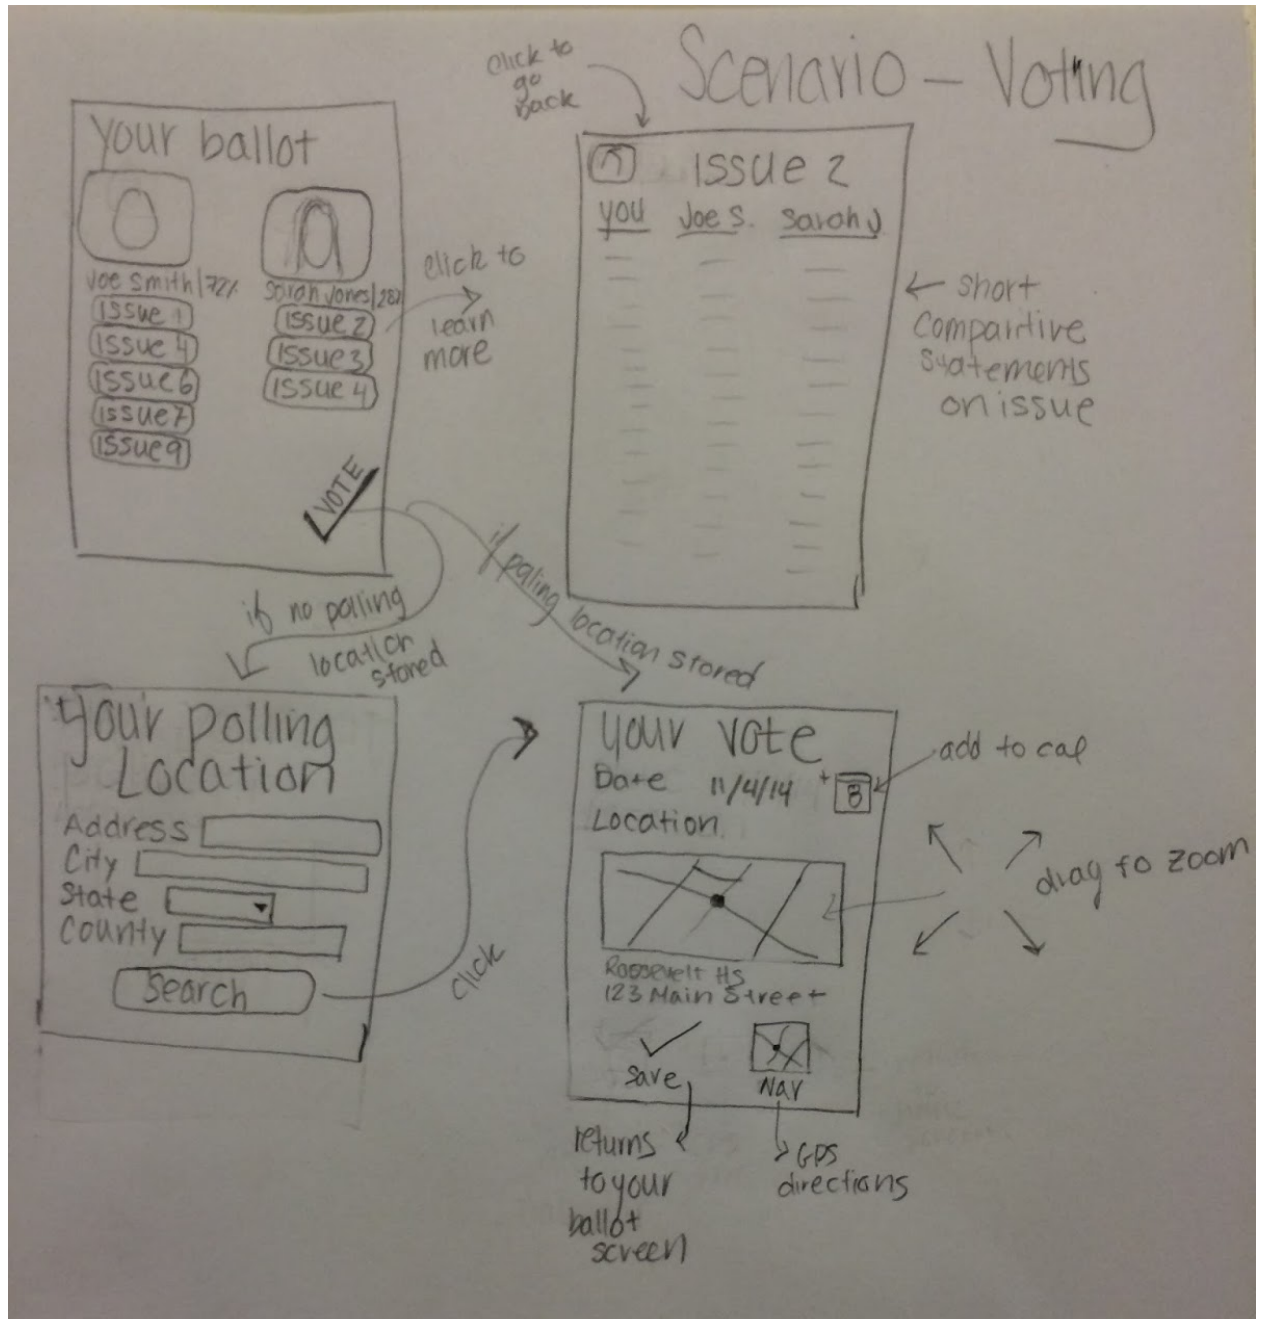 Scenario - Voting
click to
go
back
Your ballot
Joe Smith | 72%
Issue 1
Issue 4
Issue 6
Issue 7
Issue 9
Sarah Jones | 28%
Issue 2
Issue 3
Issue 4
VOTE
click to
learn
more
Issue 2
You
Joe S.
Sarah J.
short
comparitive
statements
on issue
if no polling
location
stored
if polling location stored
Your polling
Location
Address
City
State
County
Search
click
Your vote
Date 11/4/14 +
Location
Roosevelt HS
123 Main Street
save
Nav
add to cal
drag to zoom
returns
to your
ballot
screen
GPS
directions